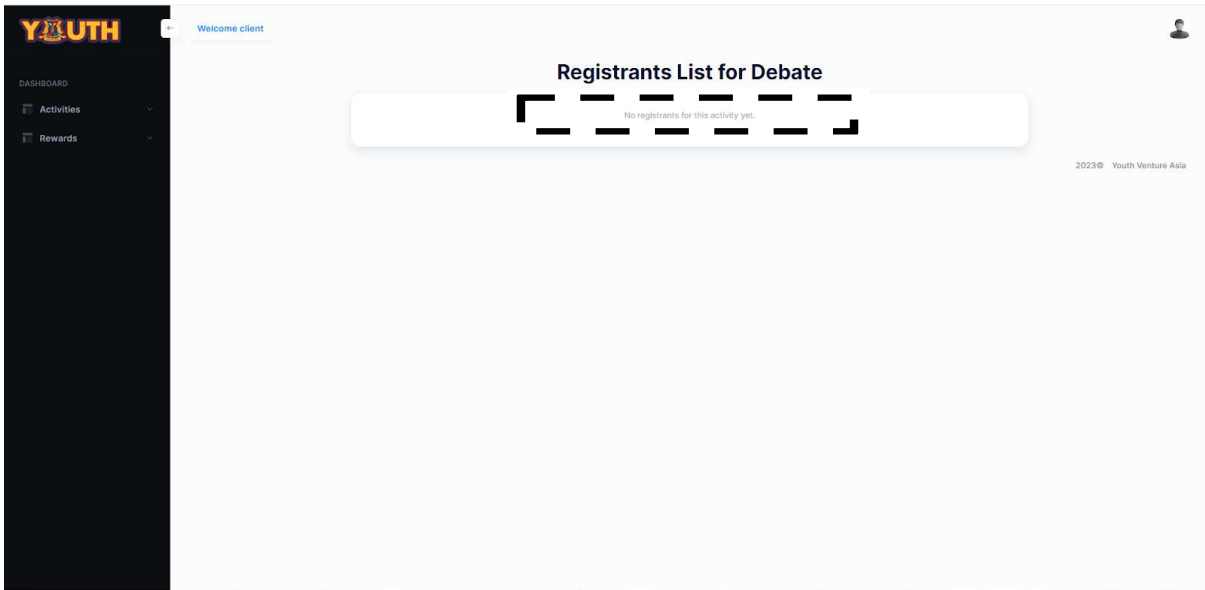 YOUTH
Welcome client
DASHBOARD
Activities
Rewards
Registrants List for Debate
No registrants for this activity yet.
2023© Youth Venture Asia